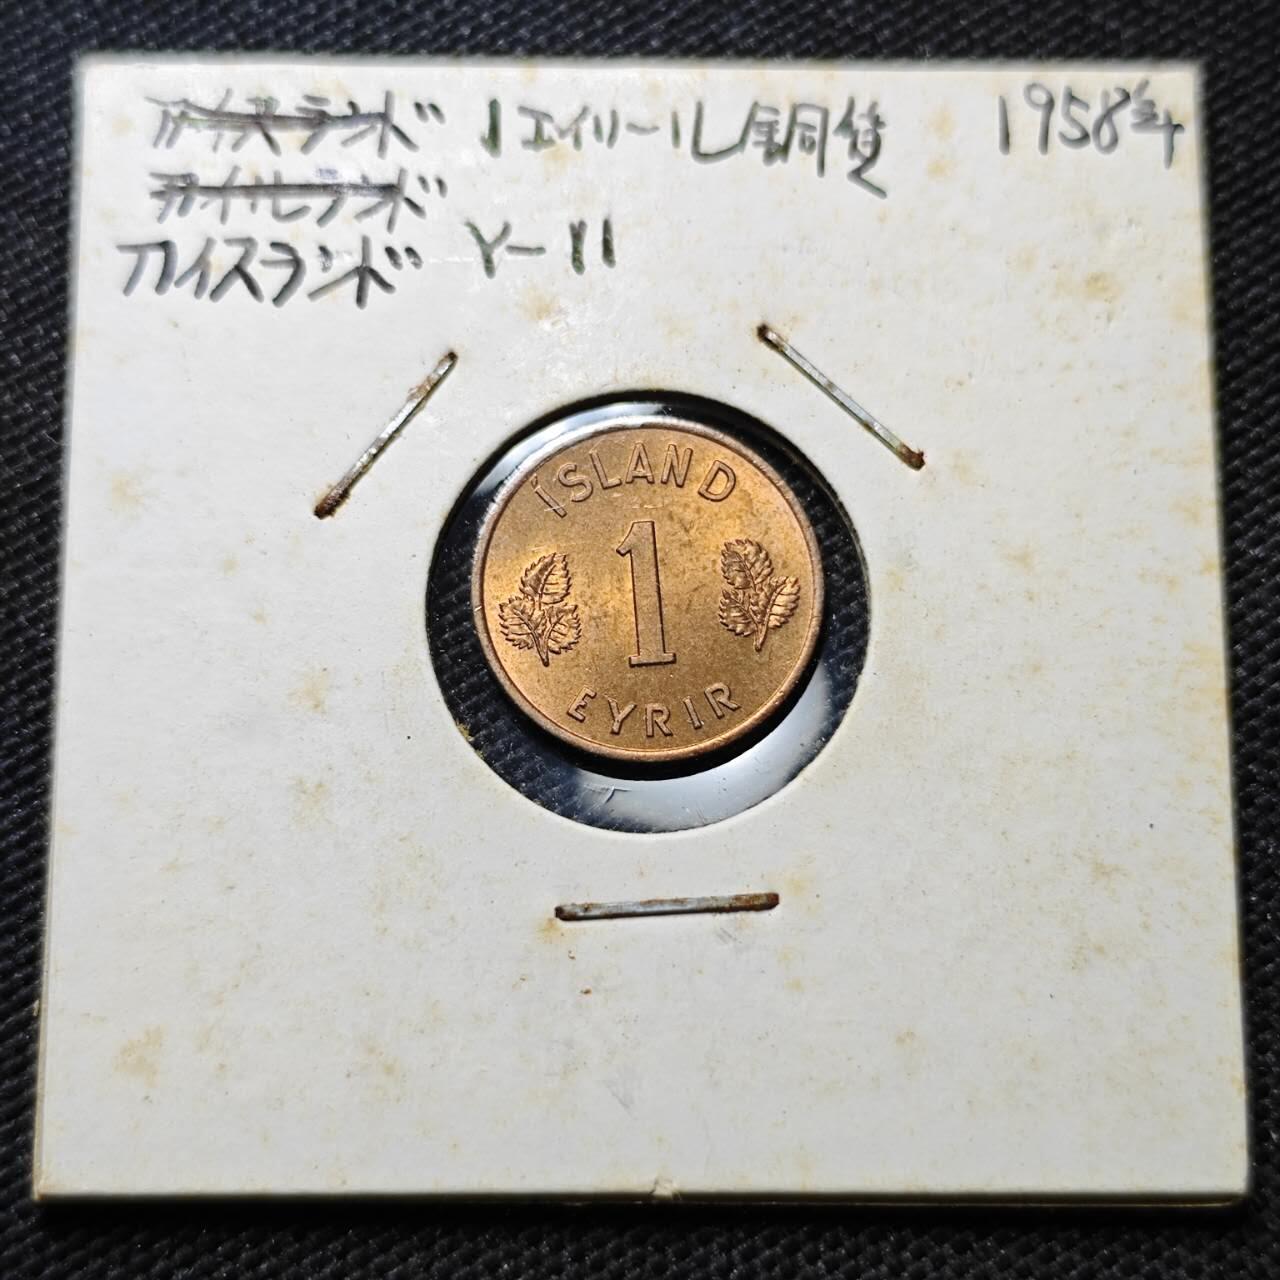 アイスランド 1エイリール銅貨 1958年
アイルランド
アイスランド Y-11
ÍSLAND
1
EYRIR